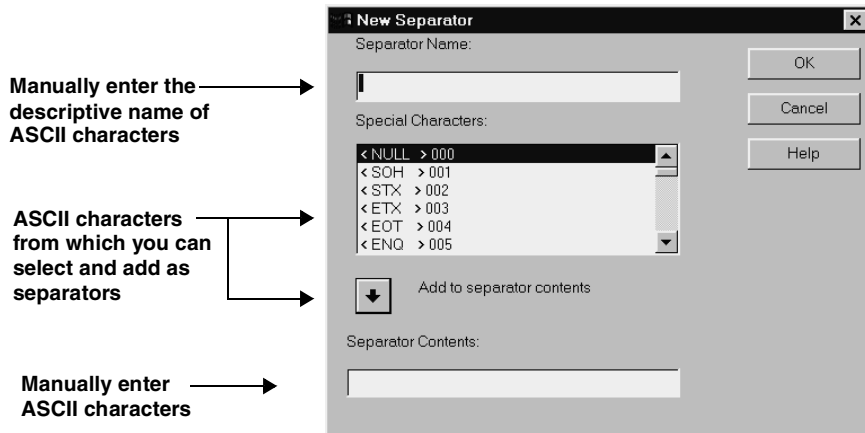 New Separator
Separator Name:
OK
Manually enter the
descriptive name of
ASCII characters
Cancel
Special Characters:
Help
< NULL > 000
< SOH > 001
< STX > 002
< ETX > 003
< EOT > 004
< ENQ > 005
ASCII characters
from which you can
select and add as
separators
Add to separator contents
Separator Contents:
Manually enter
ASCII characters